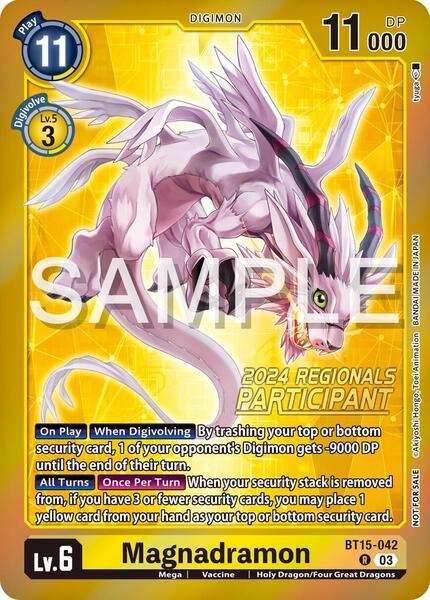 Play
11
DIGIMON
11000
DP
Digivolve
Lv.5
3
tyuga
SAMPLE
2024 REGIONALS
PARTICIPANT
On Play When Digivolving By trashing your top or bottom
security card, 1 of your opponent's Digimon gets -9000 DP
until the end of their turn.
All Turns Once Per Turn When your security stack is removed
from, if you have 3 or fewer security cards, you may place 1
yellow card from your hand as your top or bottom security card.
©Akiyoshi Hongo, Toei Animation BANDAI MADE IN JAPAN
NOT FOR SALE
Lv.6
Magnadramon
BT15-042
R 03
Mega | Vaccine | Holy Dragon/Four Great Dragons